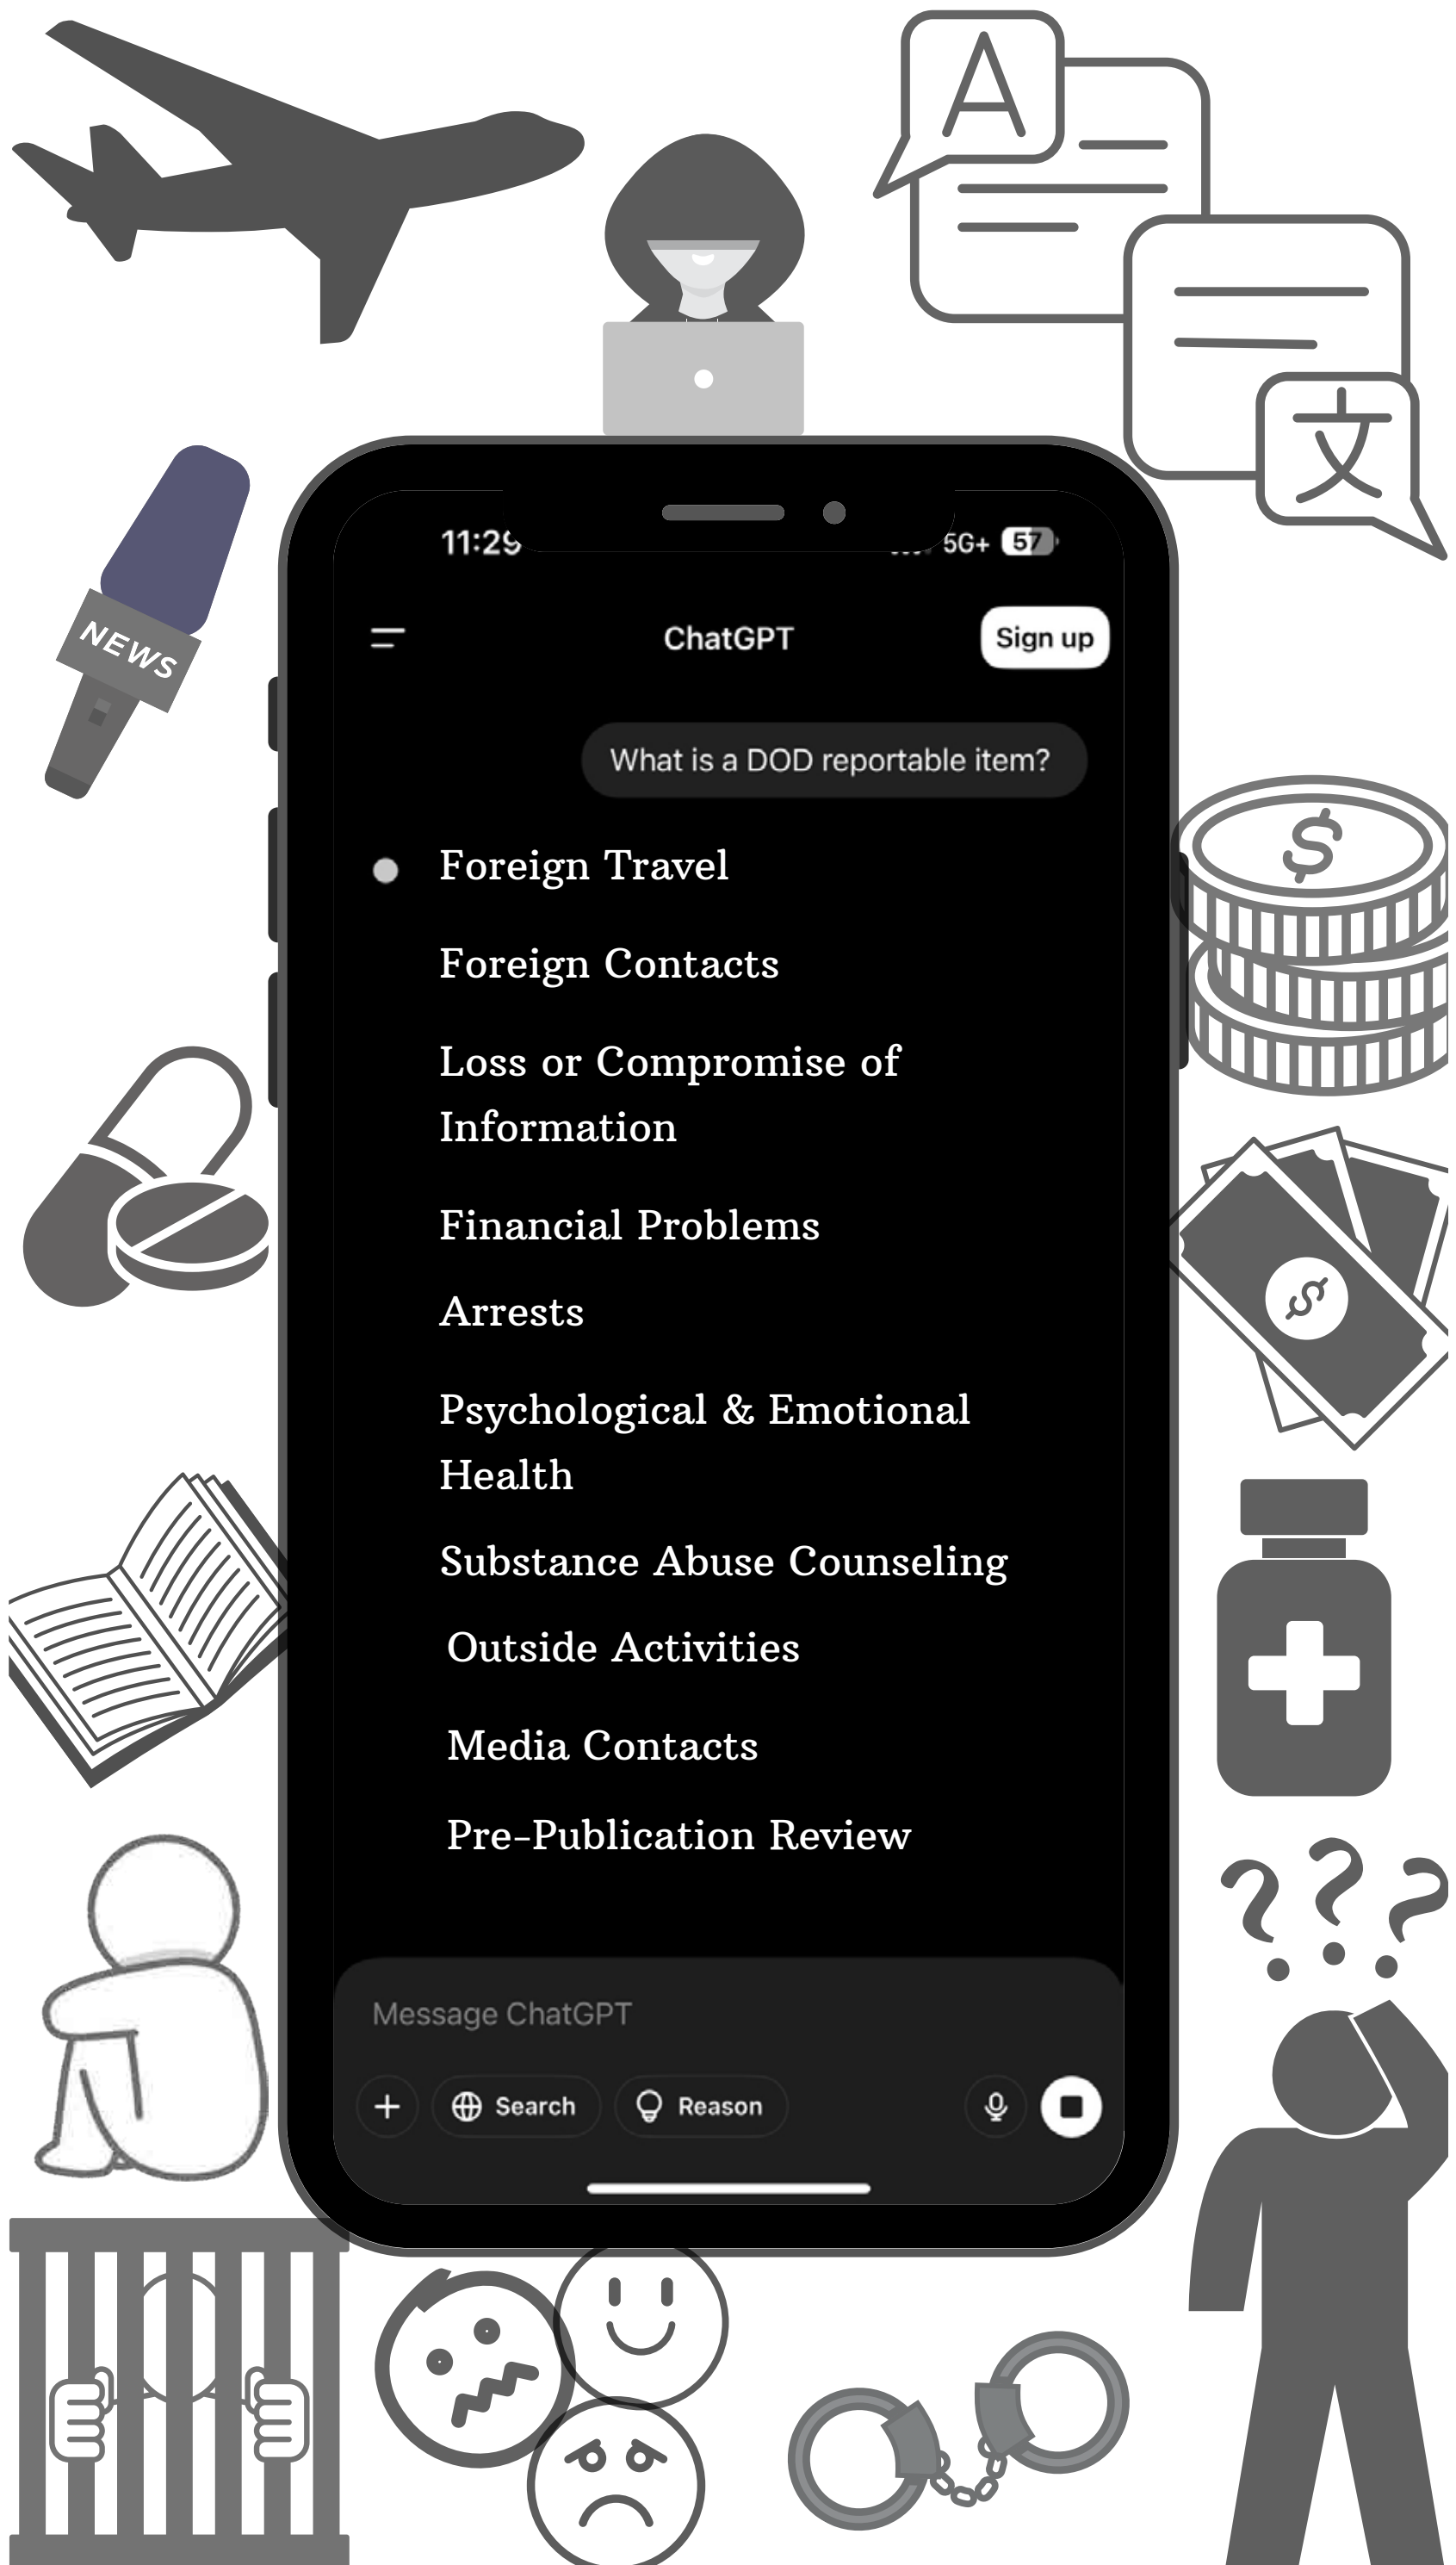 A
文
NEWS
11:29
5G+ 57
ChatGPT
Sign up
What is a DOD reportable item?
Foreign Travel
Foreign Contacts
Loss or Compromise of
Information
Financial Problems
Arrests
Psychological & Emotional
Health
Substance Abuse Counseling
Outside Activities
Media Contacts
Pre-Publication Review
$
$
???
Message ChatGPT
Search
Reason